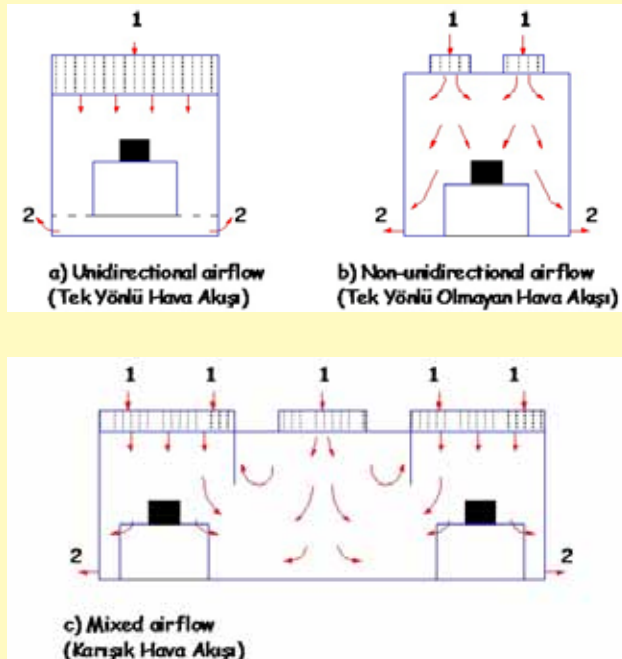 1
1 1
2 2
2 2
a) Unidirectional airflow
(Tek Yönlü Hava Akışı)
b) Non-unidirectional airflow
(Tek Yönlü Olmayan Hava Akışı)
1 1 1 1 1
2 2
c) Mixed airflow
(Karışık Hava Akışı)